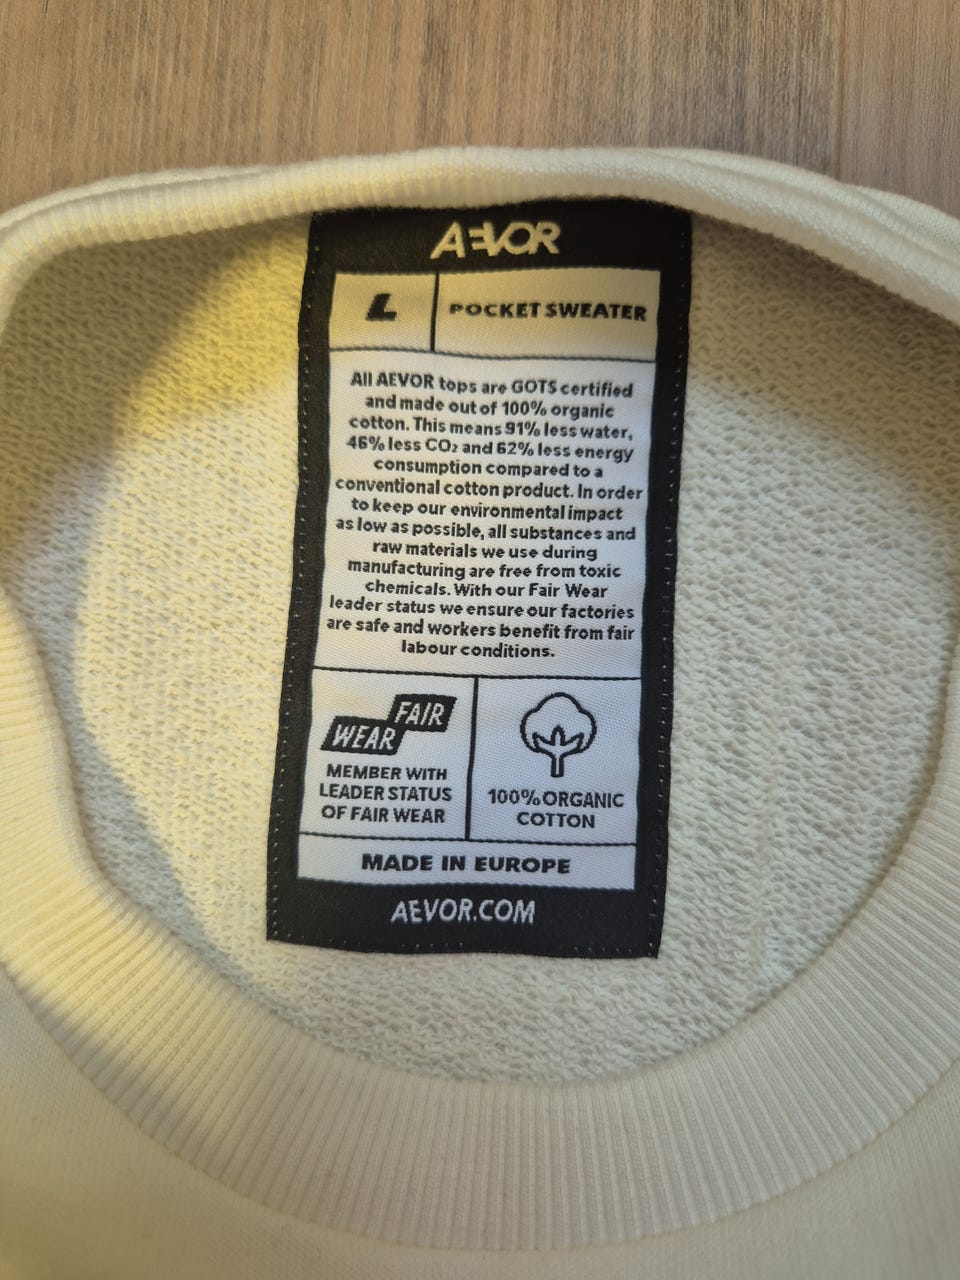 AEVOR
L
POCKET SWEATER
All AEVOR tops are GOTS certified
and made out of 100% organic
cotton. This means 91% less water,
46% less CO₂ and 62% less energy
consumption compared to a
conventional cotton product. In order
to keep our environmental impact
as low as possible, all substances and
raw materials we use during
manufacturing are free from toxic
chemicals. With our Fair Wear
leader status we ensure our factories
are safe and workers benefit from fair
labour conditions.
FAIR
WEAR
MEMBER WITH
LEADER STATUS
OF FAIR WEAR
100% ORGANIC
COTTON
MADE IN EUROPE
AEVOR.COM